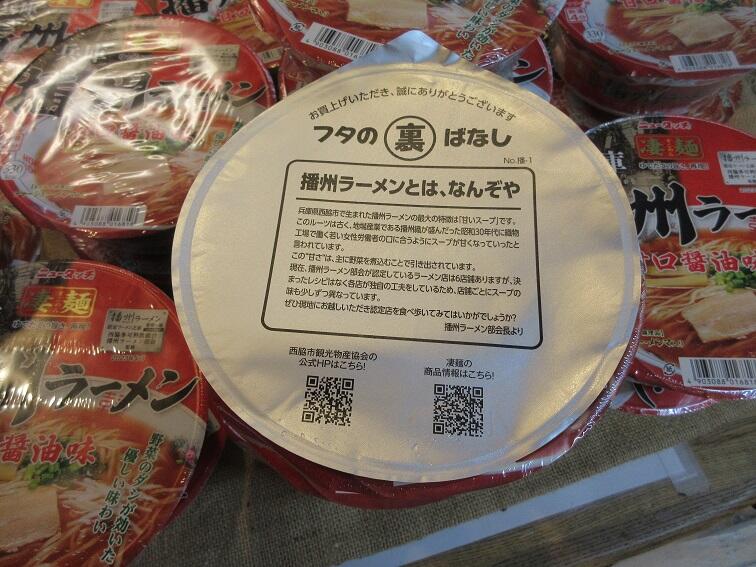 お買上げいただき、誠にありがとうございます
フタの裏ばなし
No.播-1
播州ラーメンとは、なんぞや
兵庫県西脇市で生まれた播州ラーメンの最大の特徴は「甘いスープ」です。
このルーツは古く、地場産業である播州織が盛んだった昭和30年代に織物
工場で働く若い女性労働者の口に合うようにスープが甘くなっていったと
言われています。
この“甘さ”は、主に野菜を煮込むことで引き出されています。
現在、播州ラーメン部会が認定しているラーメン店は6店舗ありますが、決
まったレシピはなく各店が独自の工夫をしているため、店舗ごとにスープの
味も少しずつ異なっています。
ぜひ現地にお越しいただき認定店を食べ歩いてみてはいかがでしょうか?
播州ラーメン部会長より
西脇市観光物産協会の
公式HPはこちら!
凄麺の
商品情報はこちら!
ニュータッチ
凄麺
播州ラーメン
ラーメン
醤油味
野菜のダシが効いた
優しい味わい
ニュータッチ
凄麺
州ラー
甘口醤油味
4903088016